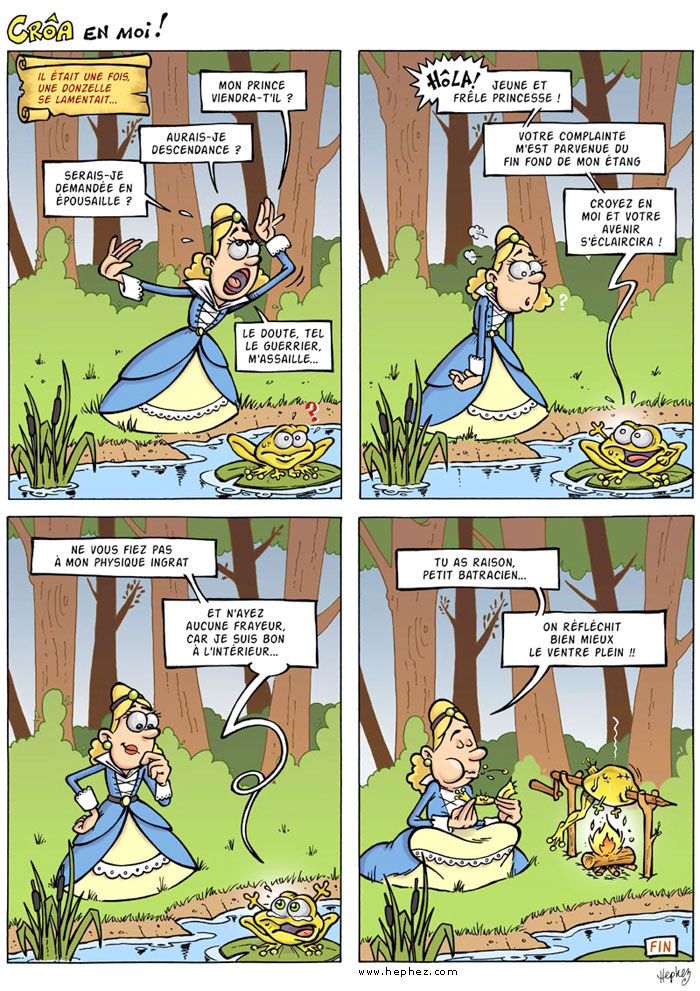 CRÔA EN MOI !
IL ÉTAIT UNE FOIS,
UNE DONZELLE
SE LAMENTAIT...
MON PRINCE
VIENDRA-T'IL ?
AURAIS-JE
DESCENDANCE ?
SERAIS-JE
DEMANDÉE EN
ÉPOUSAILLE ?
LE DOUTE, TEL
LE GUERRIER,
M'ASSAILLE...
?
HÔLA!
JEUNE ET
FRÊLE PRINCESSE !
VOTRE COMPLAINTE
M'EST PARVENUE DU
FIN FOND DE MON ÉTANG
CROYEZ EN
MOI ET VOTRE
AVENIR
S'ÉCLAIRCIRA !
?
NE VOUS FIEZ PAS
À MON PHYSIQUE INGRAT
ET N'AYEZ
AUCUNE FRAYEUR,
CAR JE SUIS BON
À L'INTÉRIEUR...
TU AS RAISON,
PETIT BATRACIEN...
ON RÉFLÉCHIT
BIEN MIEUX
LE VENTRE PLEIN !!
FIN
www.hephez.com
Hephez